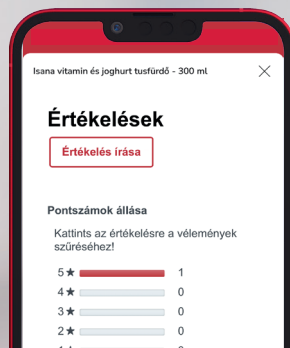 Isana vitamin és joghurt tusfürdő - 300 ml
Értékelések
Értékelés írása
Pontszámok állása
Kattints az értékelésre a vélemények
szűréséhez!
5★ 1
4★ 0
3★ 0
2★ 0